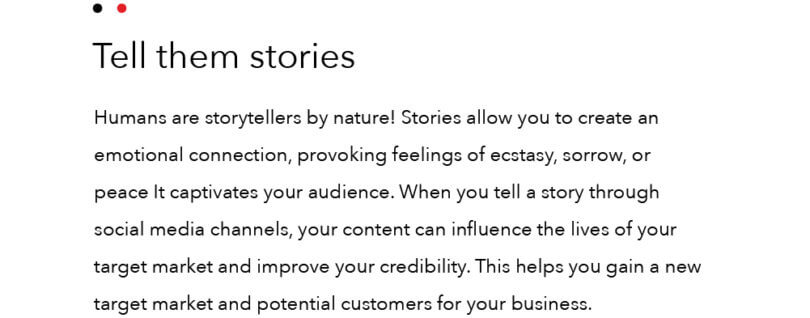 Tell them stories
Humans are storytellers by nature! Stories allow you to create an
emotional connection, provoking feelings of ecstasy, sorrow, or
peace It captivates your audience. When you tell a story through
social media channels, your content can influence the lives of your
target market and improve your credibility. This helps you gain a new
target market and potential customers for your business.